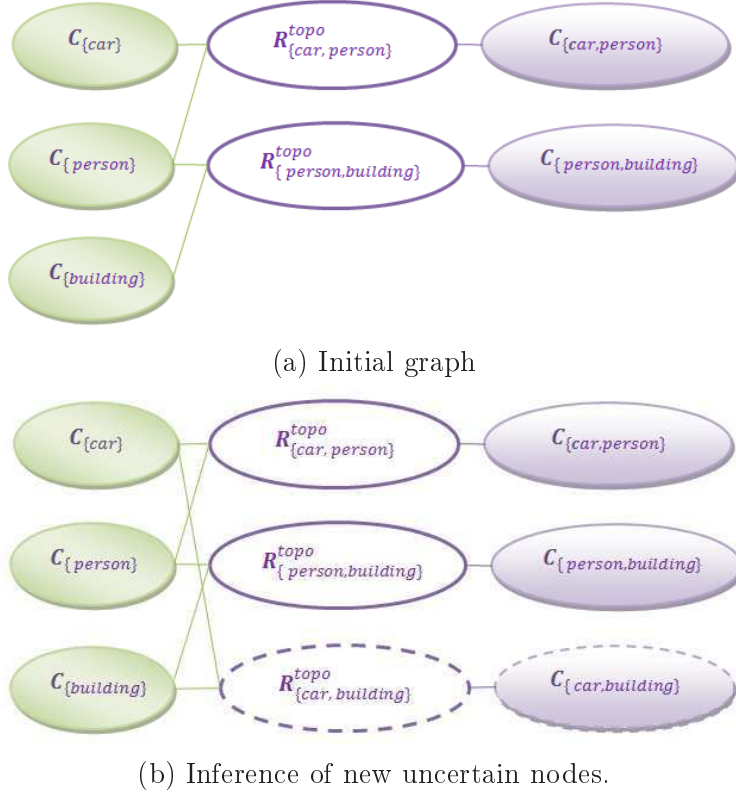 C{car} R^topo_{car, person} C{car,person}
C{person} R^topo_{person,building} C{person,building}
C{building}
(a) Initial graph
C{car} R^topo_{car, person} C{car,person}
C{person} R^topo_{person,building} C{person,building}
C{building} R^topo_{car, building} C{car,building}
(b) Inference of new uncertain nodes.